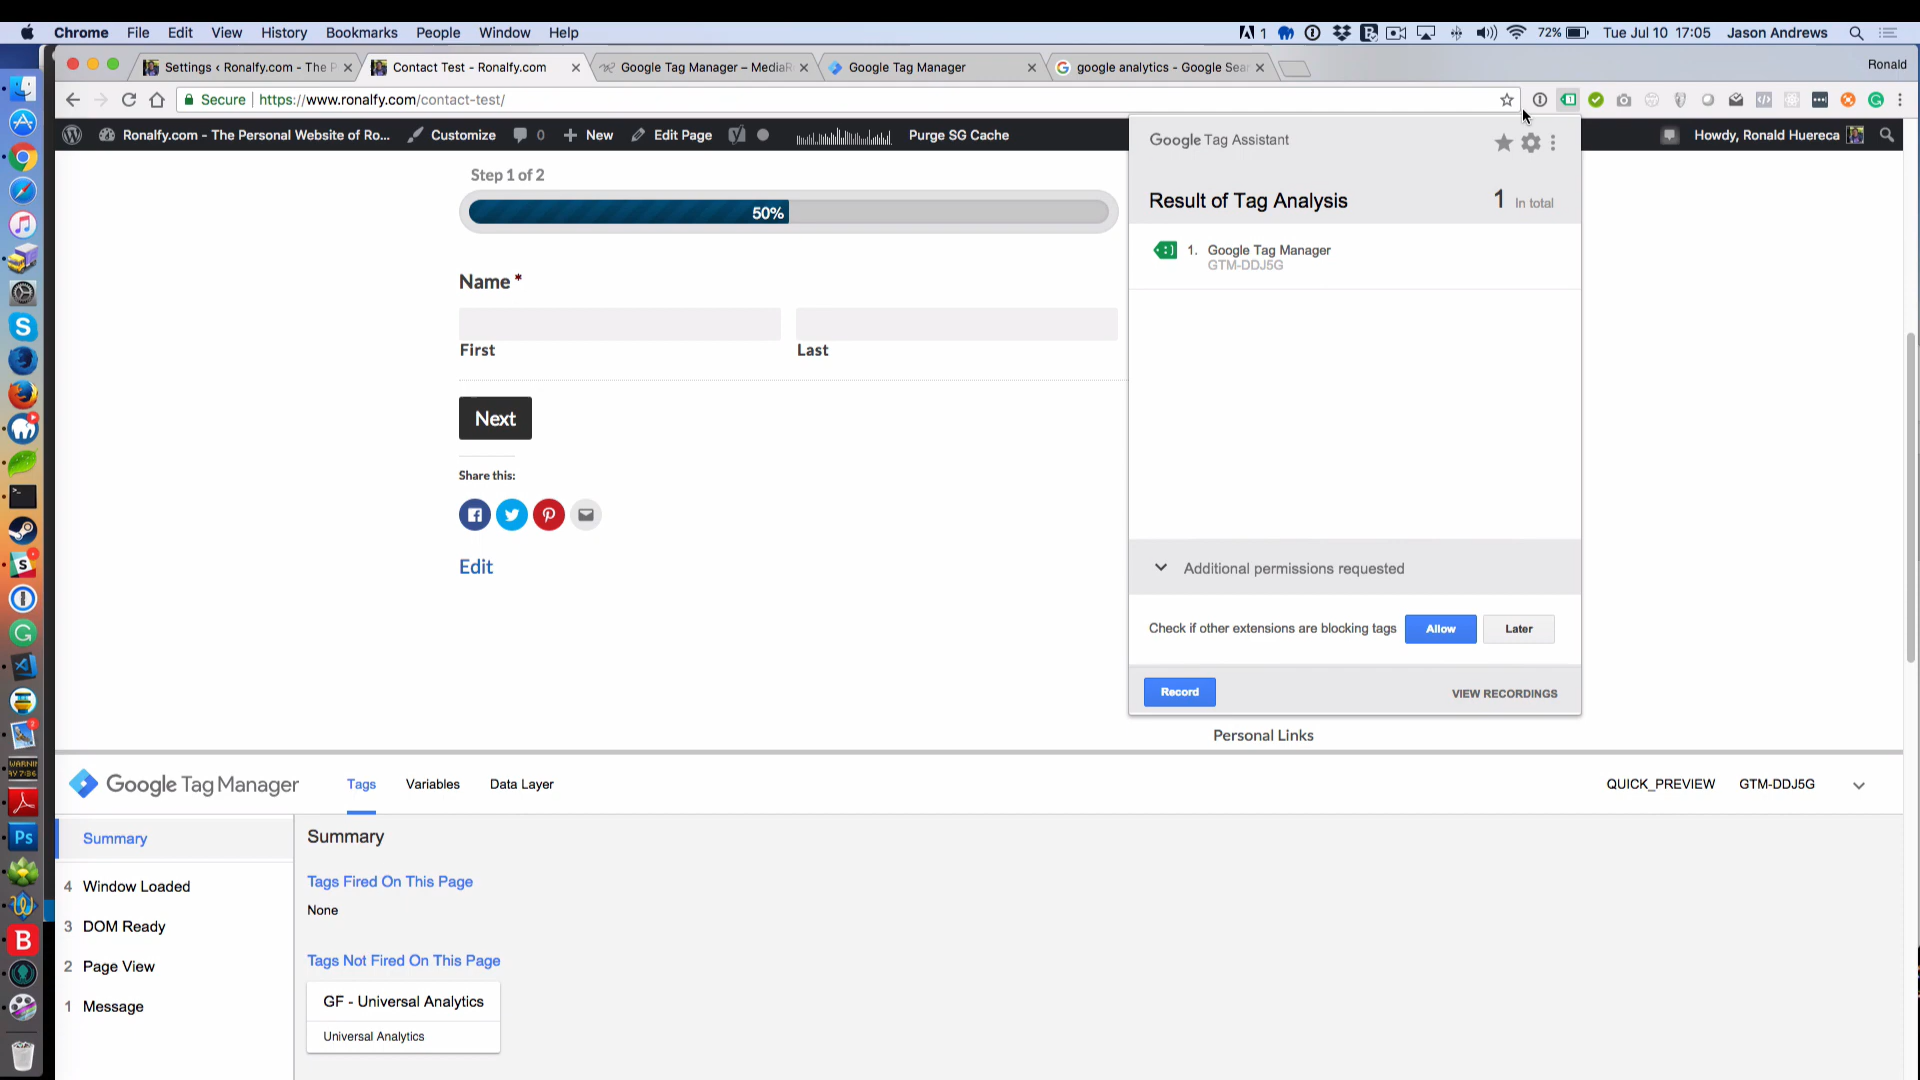 Chrome File Edit View History Bookmarks People Window Help
1 72% Tue Jul 10 17:05 Jason Andrews
Settings ‹ Ronalfy.com - The P
Contact Test - Ronalfy.com
Google Tag Manager – MediaR
Google Tag Manager
google analytics - Google Sear
Ronald
Secure https://www.ronalfy.com/contact-test/
Ronalfy.com - The Personal Website of Ro... Customize 0 New Edit Page Purge SG Cache Howdy, Ronald Huereca
Step 1 of 2
50%
Name *
First Last
Next
Share this:
Edit
Google Tag Assistant
Result of Tag Analysis 1 In total
1. Google Tag Manager
GTM-DDJ5G
Additional permissions requested
Check if other extensions are blocking tags Allow Later
Record VIEW RECORDINGS
Personal Links
Google Tag Manager Tags Variables Data Layer QUICK_PREVIEW GTM-DDJ5G
Summary
4 Window Loaded
3 DOM Ready
2 Page View
1 Message
Summary
Tags Fired On This Page
None
Tags Not Fired On This Page
GF - Universal Analytics
Universal Analytics